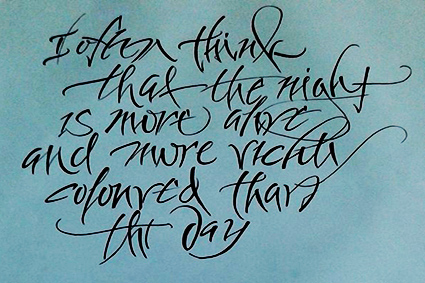 I often think
that the night
is more alive
and more richly
coloured than
the day